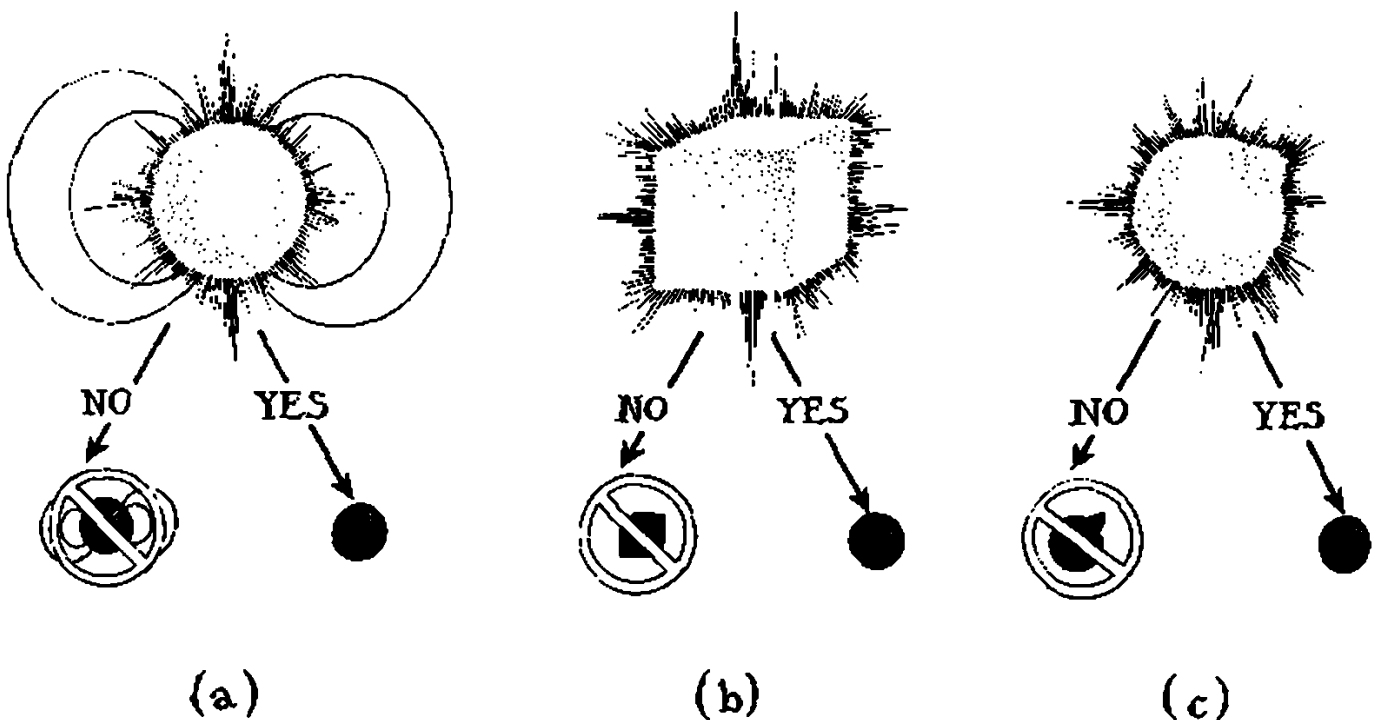 NO YES NO YES NO YES
(a) (b) (c)